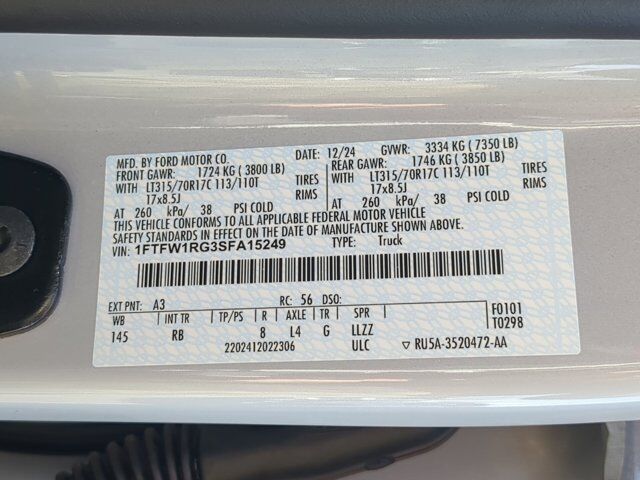 MFD. BY FORD MOTOR CO. DATE: 12/24 GVWR: 3334 KG ( 7350 LB)
FRONT GAWR: 1724 KG ( 3800 LB) REAR GAWR: 1746 KG ( 3850 LB)
WITH LT315/70R17C 113/110T TIRES WITH LT315/70R17C 113/110T TIRES
17x8.5J RIMS 17x8.5J RIMS
AT 260 kPa/ 38 PSI COLD AT 260 kPa/ 38 PSI COLD
THIS VEHICLE CONFORMS TO ALL APPLICABLE FEDERAL MOTOR VEHICLE
SAFETY STANDARDS IN EFFECT ON THE DATE OF MANUFACTURE SHOWN ABOVE.
VIN: 1FTFW1RG3SFA15249 TYPE: Truck
EXT PNT: A3 RC: 56 DSO:
WB INT TR TP/PS R AXLE TR SPR F0101
145 RB 8 L4 G LLZZ T0298
2202412022306 ULC ▽ RU5A-3520472-AA